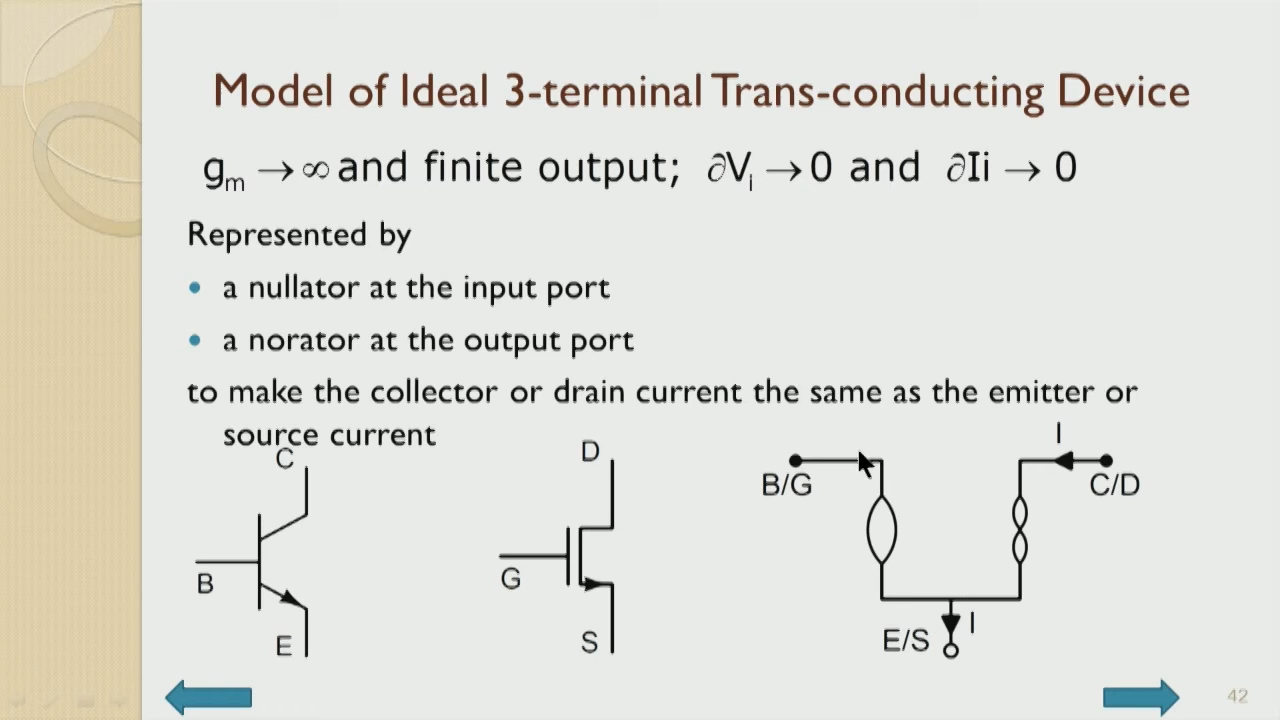 Model of Ideal 3-terminal Trans-conducting Device
gm → ∞ and finite output; ∂Vi → 0 and ∂Ii → 0
Represented by
• a nullator at the input port
• a norator at the output port
to make the collector or drain current the same as the emitter or
source current
C
B
E
D
G
S
I
B/G
C/D
E/S
I
42